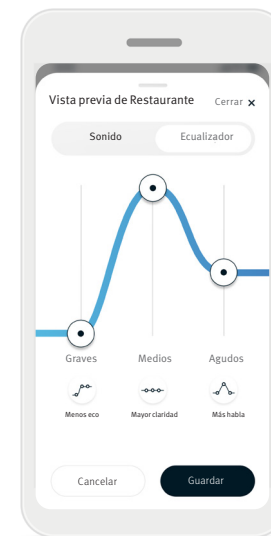 Vista previa de Restaurante Cerrar x
Sonido Ecualizador
Graves Medios Agudos
Menos eco Mayor claridad Más habla
Cancelar Guardar